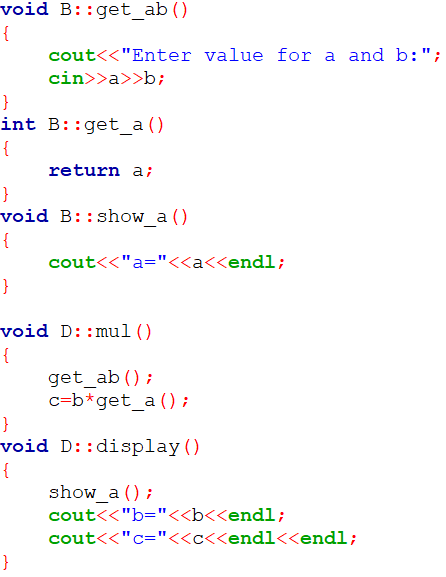 void B::get_ab()
{
    cout<<"Enter value for a and b:";
    cin>>a>>b;
}
int B::get_a()
{
    return a;
}
void B::show_a()
{
    cout<<"a="<<a<<endl;
}

void D::mul()
{
    get_ab();
    c=b*get_a();
}
void D::display()
{
    show_a();
    cout<<"b="<<b<<endl;
    cout<<"c="<<c<<endl<<endl;
}